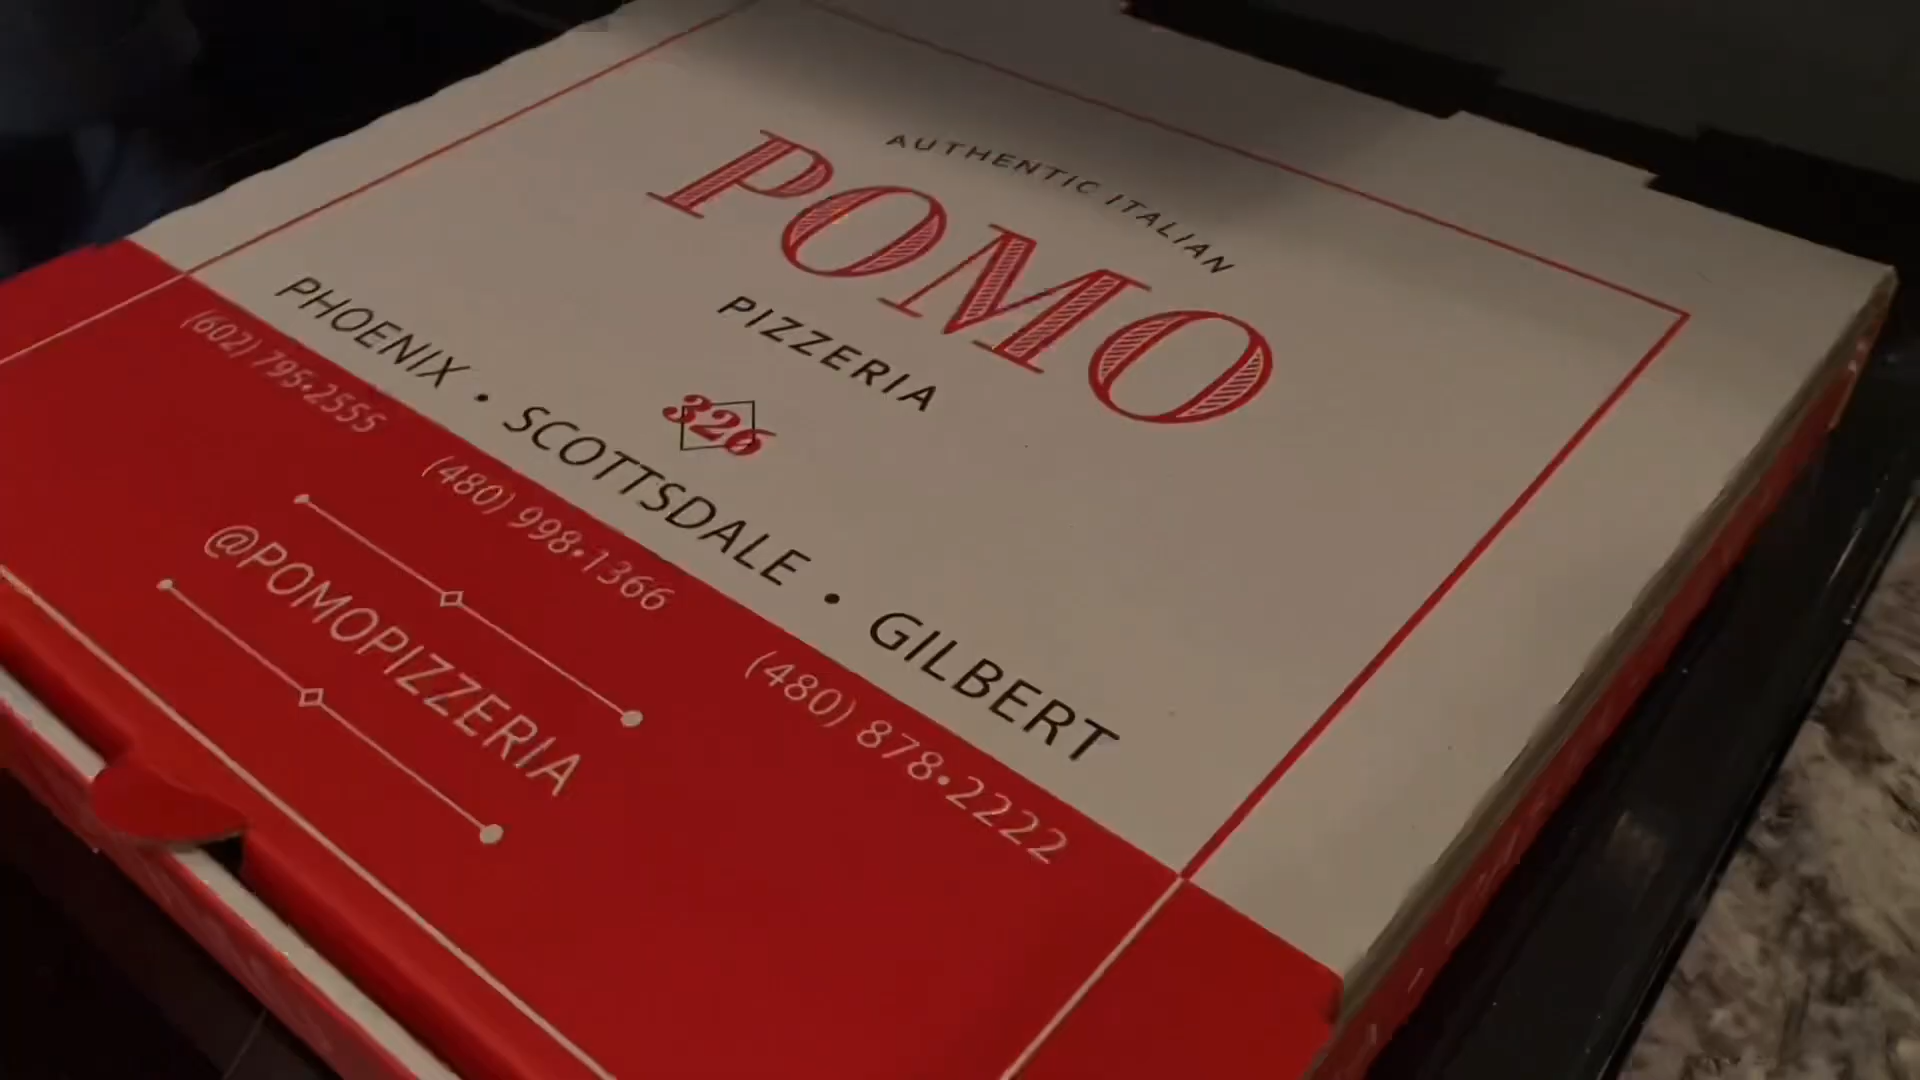 AUTHENTIC ITALIAN
POMO
PIZZERIA
326
PHOENIX • SCOTTSDALE • GILBERT
(602) 795•2555 (480) 998•1366 (480) 878•2222
@POMOPIZZERIA